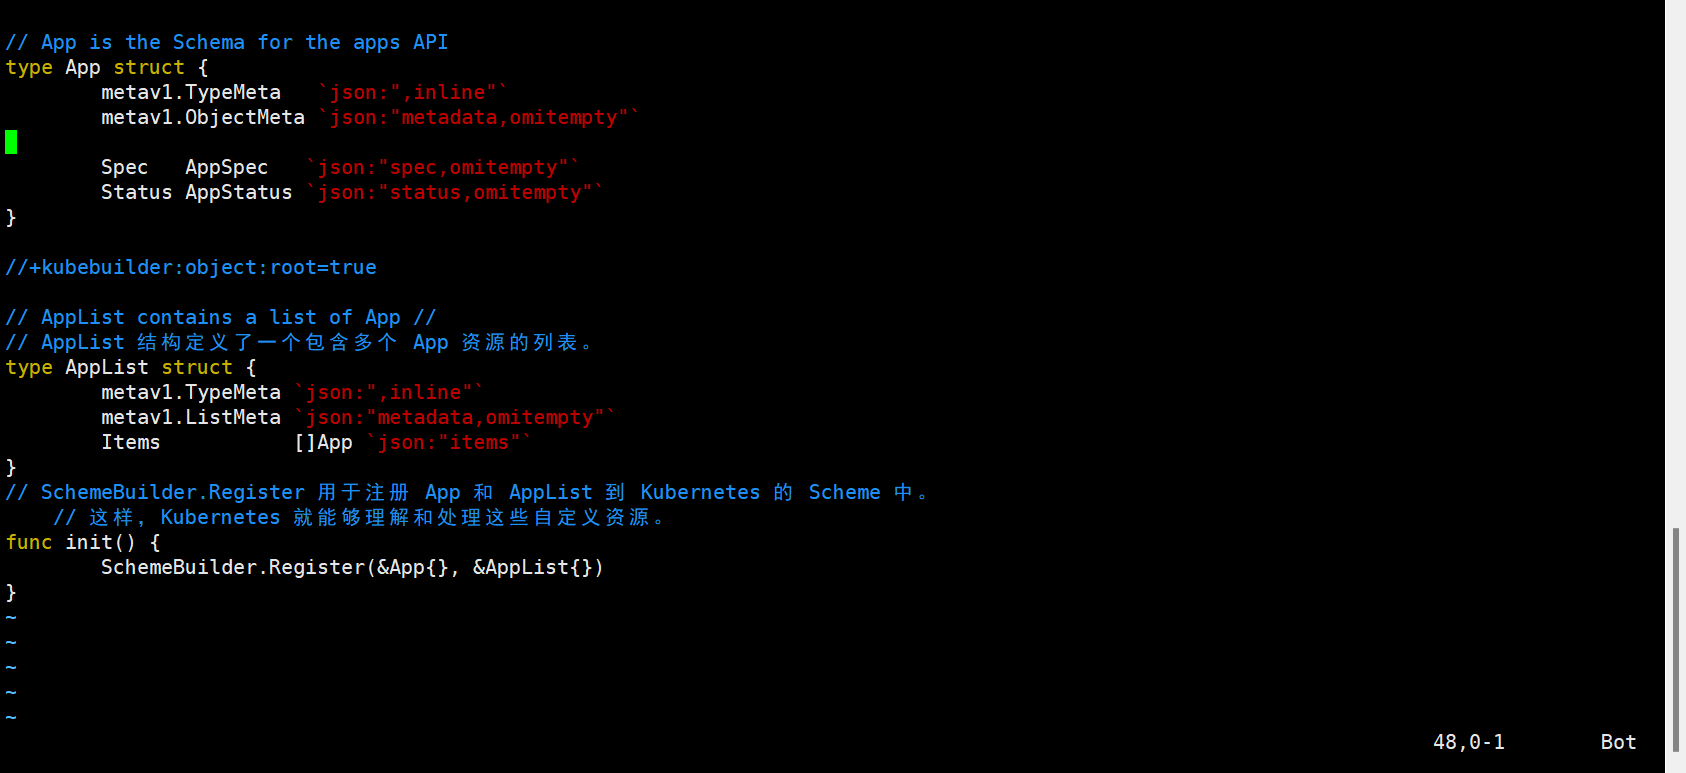 // App is the Schema for the apps API
type App struct {
        metav1.TypeMeta   `json:",inline"`
        metav1.ObjectMeta `json:"metadata,omitempty"`

        Spec   AppSpec   `json:"spec,omitempty"`
        Status AppStatus `json:"status,omitempty"`
}

//+kubebuilder:object:root=true

// AppList contains a list of App //
// AppList 结构定义了一个包含多个 App 资源的列表。
type AppList struct {
        metav1.TypeMeta `json:",inline"`
        metav1.ListMeta `json:"metadata,omitempty"`
        Items           []App `json:"items"`
}
// SchemeBuilder.Register 用于注册 App 和 AppList 到 Kubernetes 的 Scheme 中。
    // 这样，Kubernetes 就能够理解和处理这些自定义资源。
func init() {
        SchemeBuilder.Register(&App{}, &AppList{})
}
~
~
~
~
~
48,0-1        Bot